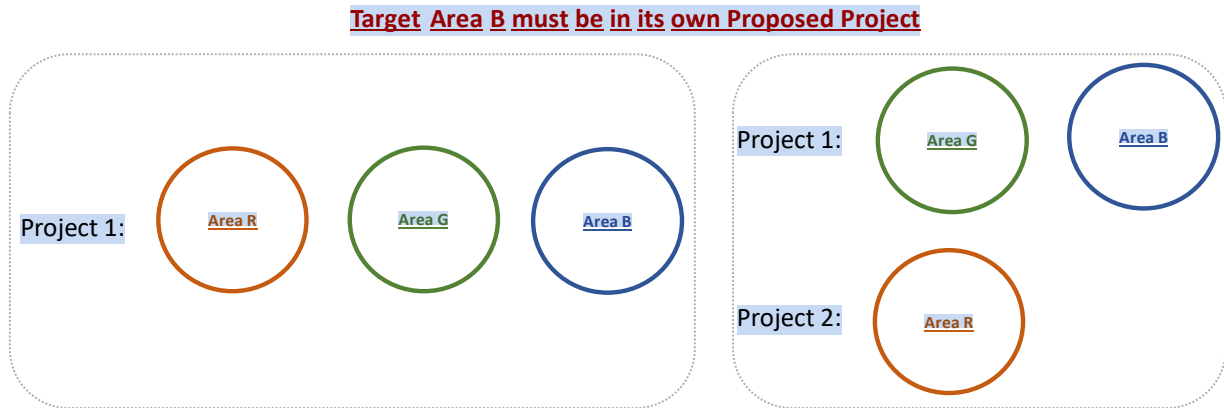 Target Area B must be in its own Proposed Project
Project 1:
Area R
Area G
Area B
Project 1:
Area G
Area B
Project 2:
Area R